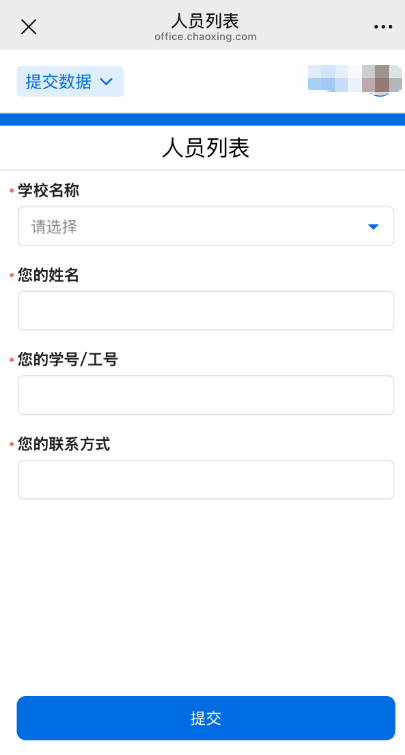 人员列表
office.chaoxing.com
提交数据
人员列表
* 学校名称
请选择
* 您的姓名
* 您的学号/工号
* 您的联系方式
提交